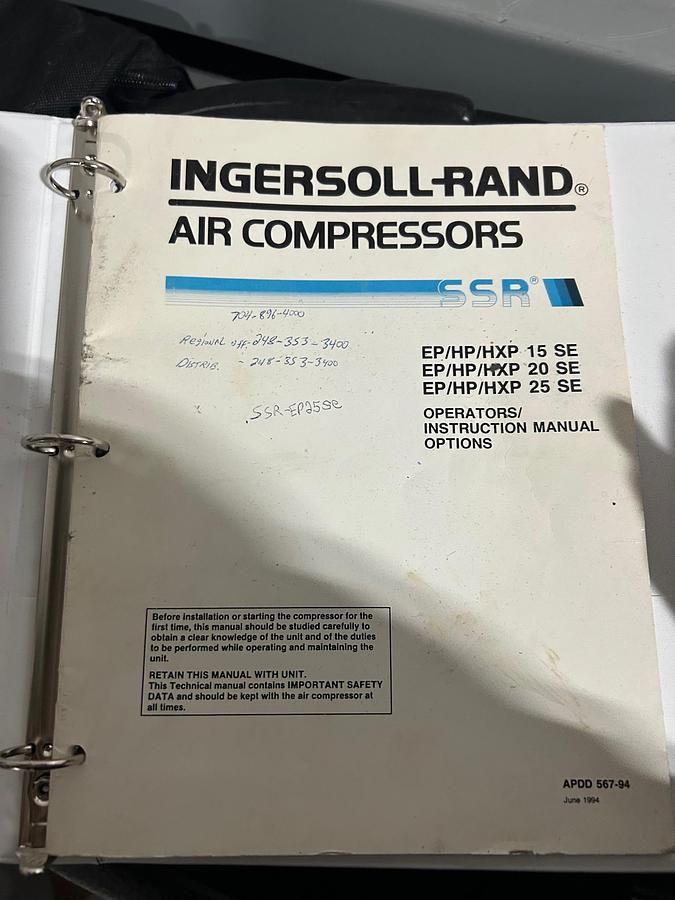 INGERSOLL-RAND®
AIR COMPRESSORS
SSR®
704-896-4000
Regional off-248-353-3400
Distrib. - 248-353-3400
SSR-EP25SE
EP/HP/HXP 15 SE
EP/HP/HXP 20 SE
EP/HP/HXP 25 SE
OPERATORS/
INSTRUCTION MANUAL
OPTIONS
Before installation or starting the compressor for the
first time, this manual should be studied carefully to
obtain a clear knowledge of the unit and of the duties
to be performed while operating and maintaining the
unit.
RETAIN THIS MANUAL WITH UNIT.
This Technical manual contains IMPORTANT SAFETY
DATA and should be kept with the air compressor at
all times.
APDD 567-94
June 1994